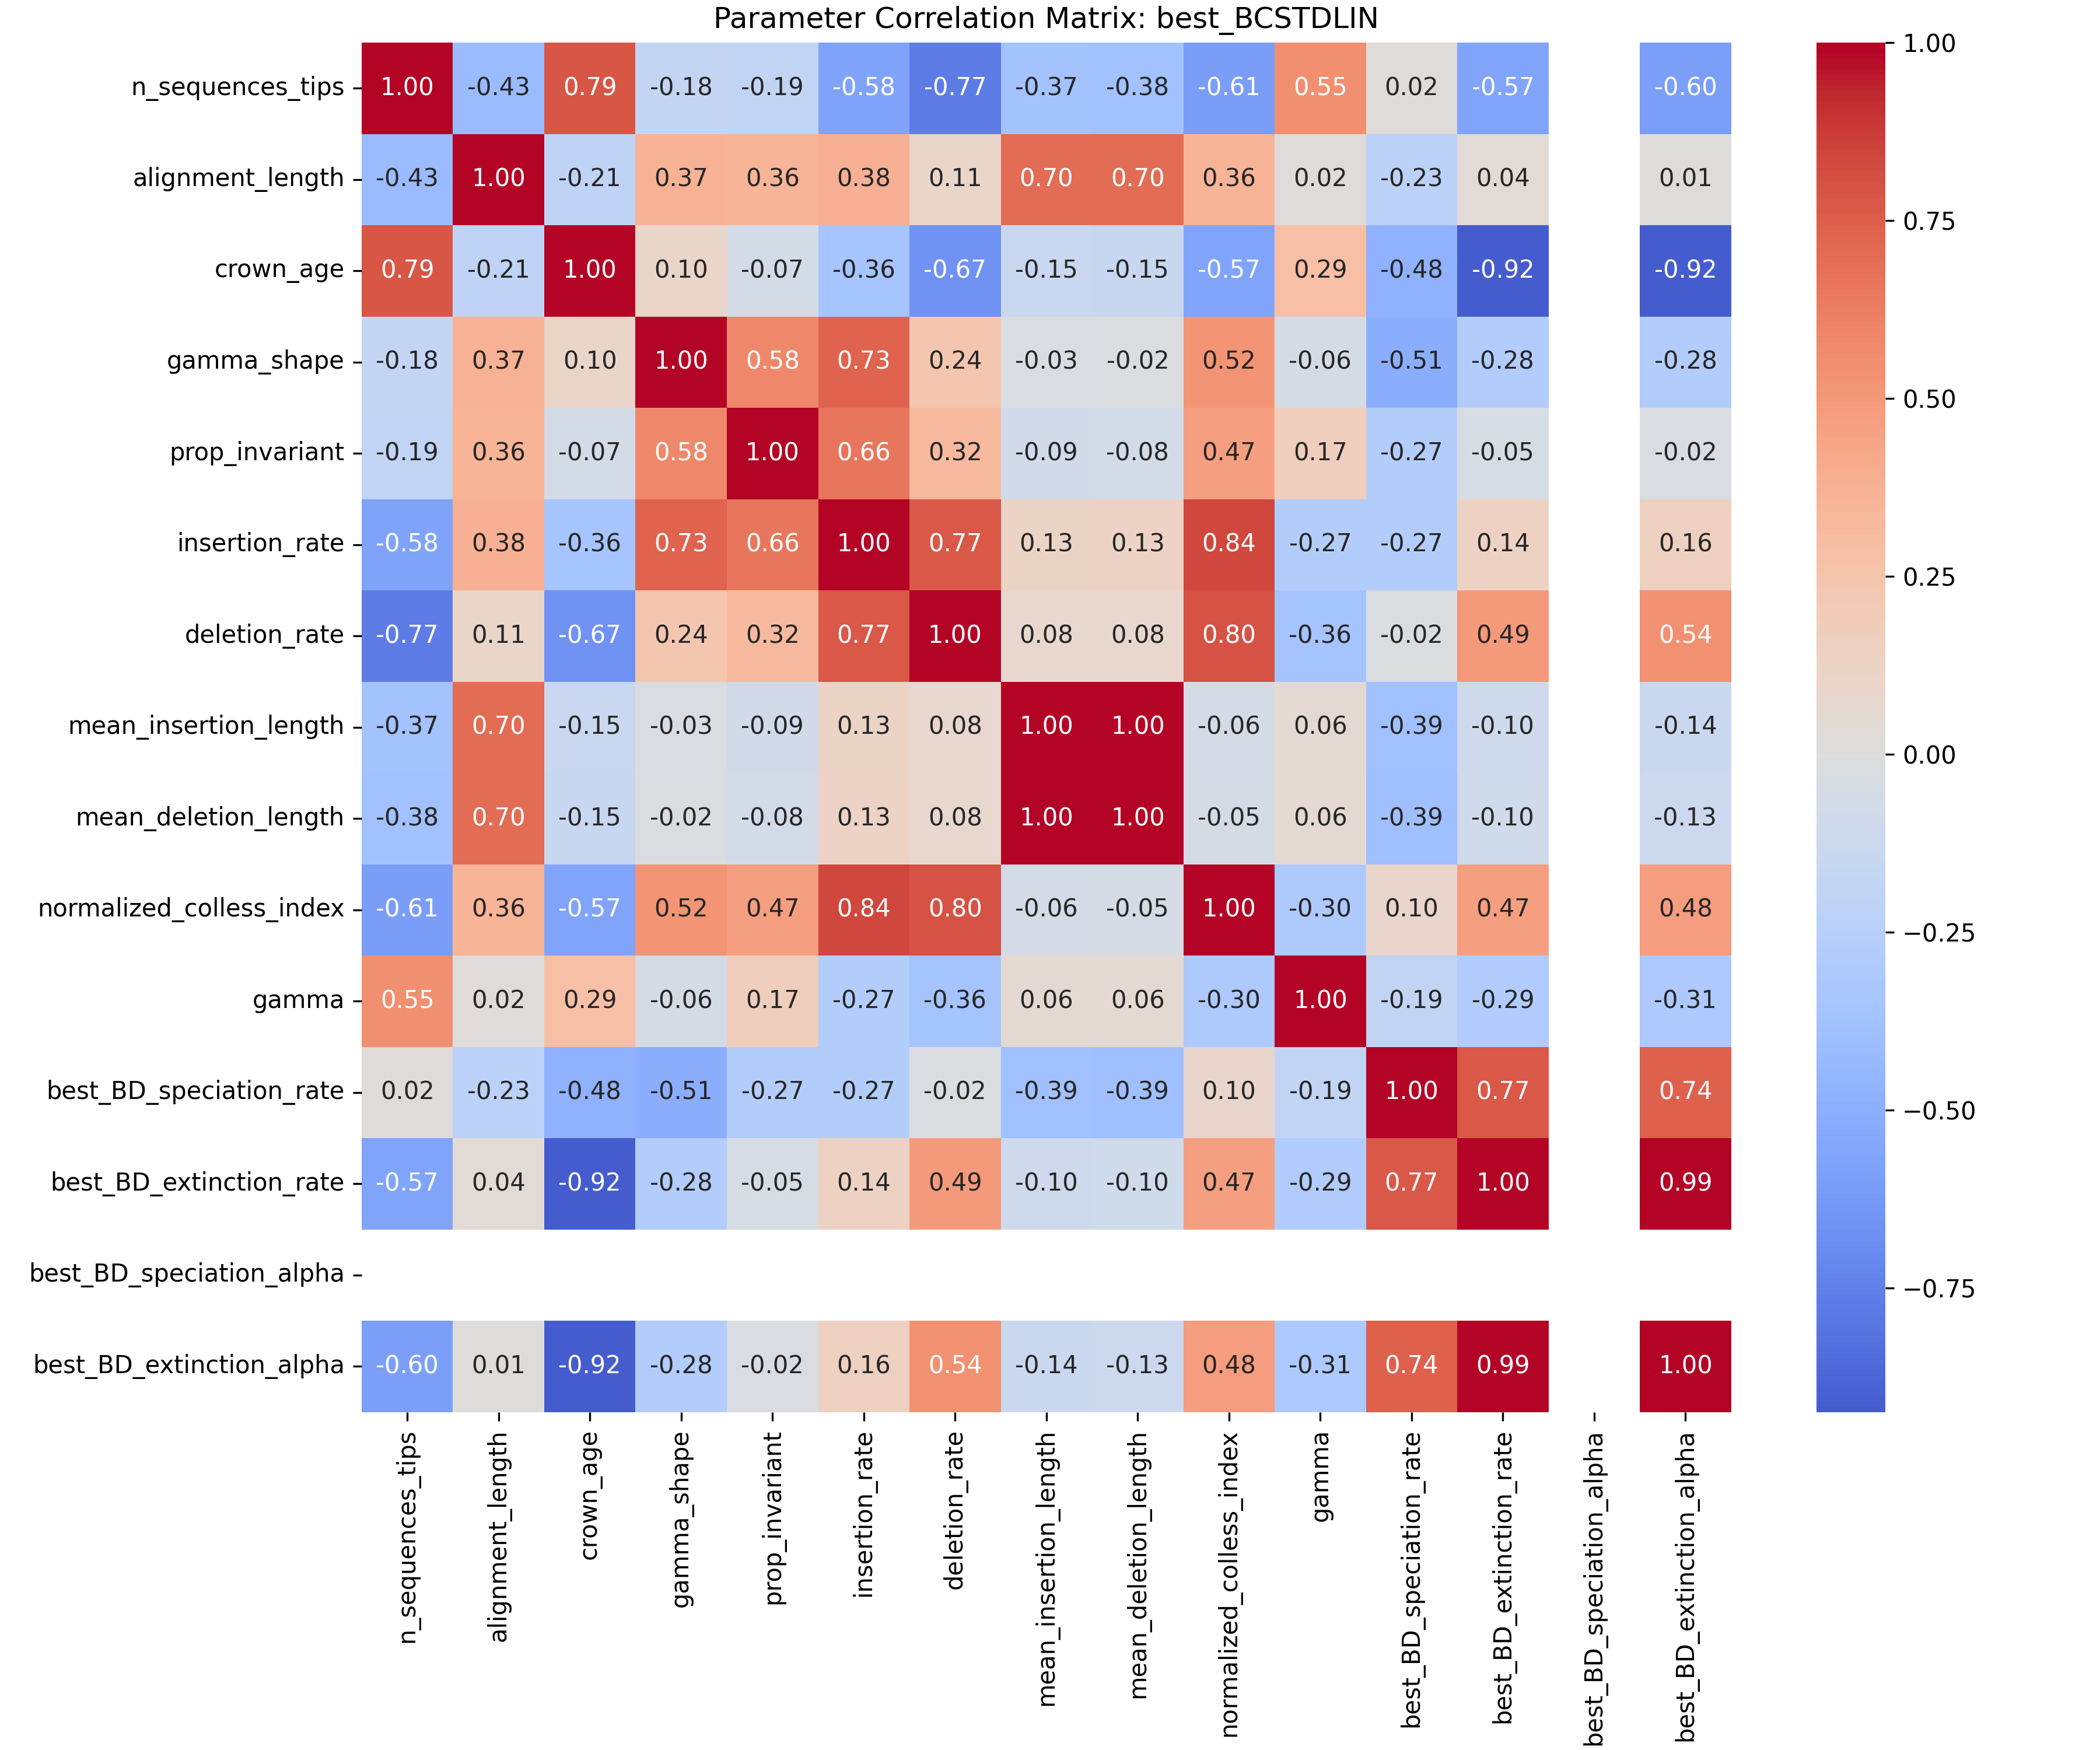 Parameter Correlation Matrix: best_BCSTDLIN
n_sequences_tips 1.00 -0.43 0.79 -0.18 -0.19 -0.58 -0.77 -0.37 -0.38 -0.61 0.55 0.02 -0.57 -0.60
alignment_length -0.43 1.00 -0.21 0.37 0.36 0.38 0.11 0.70 0.70 0.36 0.02 -0.23 0.04 0.01
crown_age 0.79 -0.21 1.00 0.10 -0.07 -0.36 -0.67 -0.15 -0.15 -0.57 0.29 -0.48 -0.92 -0.92
gamma_shape -0.18 0.37 0.10 1.00 0.58 0.73 0.24 -0.03 -0.02 0.52 -0.06 -0.51 -0.28 -0.28
prop_invariant -0.19 0.36 -0.07 0.58 1.00 0.66 0.32 -0.09 -0.08 0.47 0.17 -0.27 -0.05 -0.02
insertion_rate -0.58 0.38 -0.36 0.73 0.66 1.00 0.77 0.13 0.13 0.84 -0.27 -0.27 0.14 0.16
deletion_rate -0.77 0.11 -0.67 0.24 0.32 0.77 1.00 0.08 0.08 0.80 -0.36 -0.02 0.49 0.54
mean_insertion_length -0.37 0.70 -0.15 -0.03 -0.09 0.13 0.08 1.00 1.00 -0.06 0.06 -0.39 -0.10 -0.14
mean_deletion_length -0.38 0.70 -0.15 -0.02 -0.08 0.13 0.08 1.00 1.00 -0.05 0.06 -0.39 -0.10 -0.13
normalized_colless_index -0.61 0.36 -0.57 0.52 0.47 0.84 0.80 -0.06 -0.05 1.00 -0.30 0.10 0.47 0.48
gamma 0.55 0.02 0.29 -0.06 0.17 -0.27 -0.36 0.06 0.06 -0.30 1.00 -0.19 -0.29 -0.31
best_BD_speciation_rate 0.02 -0.23 -0.48 -0.51 -0.27 -0.27 -0.02 -0.39 -0.39 0.10 -0.19 1.00 0.77 0.74
best_BD_extinction_rate -0.57 0.04 -0.92 -0.28 -0.05 0.14 0.49 -0.10 -0.10 0.47 -0.29 0.77 1.00 0.99
best_BD_speciation_alpha
best_BD_extinction_alpha -0.60 0.01 -0.92 -0.28 -0.02 0.16 0.54 -0.14 -0.13 0.48 -0.31 0.74 0.99 1.00
n_sequences_tips
alignment_length
crown_age
gamma_shape
prop_invariant
insertion_rate
deletion_rate
mean_insertion_length
mean_deletion_length
normalized_colless_index
gamma
best_BD_speciation_rate
best_BD_extinction_rate
best_BD_speciation_alpha
best_BD_extinction_alpha
1.00
0.75
0.50
0.25
0.00
−0.25
−0.50
−0.75